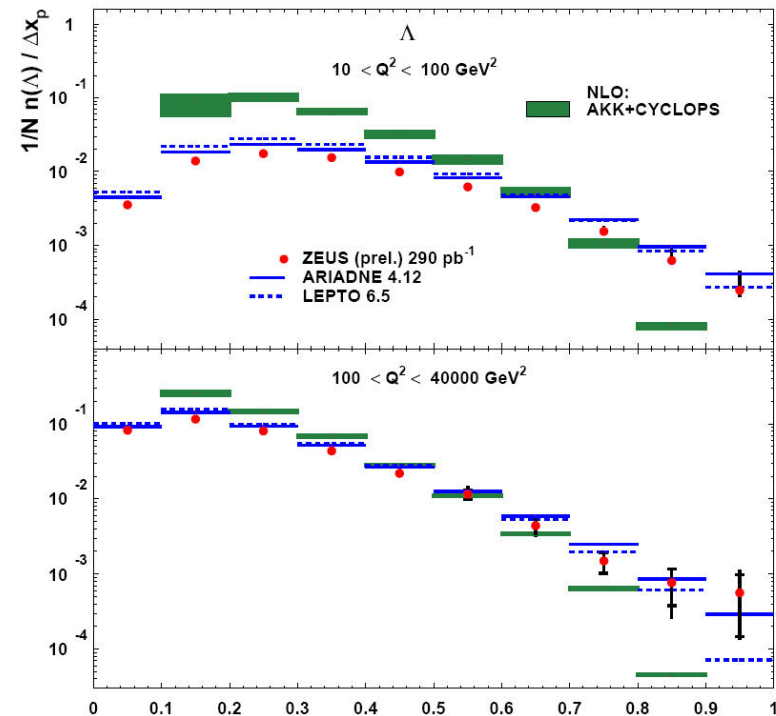 1/N n(Λ) / Δx_p
Λ
10 < Q² < 100 GeV²
NLO:
AKK+CYCLOPS
ZEUS (prel.) 290 pb⁻¹
ARIADNE 4.12
LEPTO 6.5
1
10⁻¹
10⁻²
10⁻³
10⁻⁴
100 < Q² < 40000 GeV²
10⁻¹
10⁻²
10⁻³
10⁻⁴
0 0.1 0.2 0.3 0.4 0.5 0.6 0.7 0.8 0.9 1